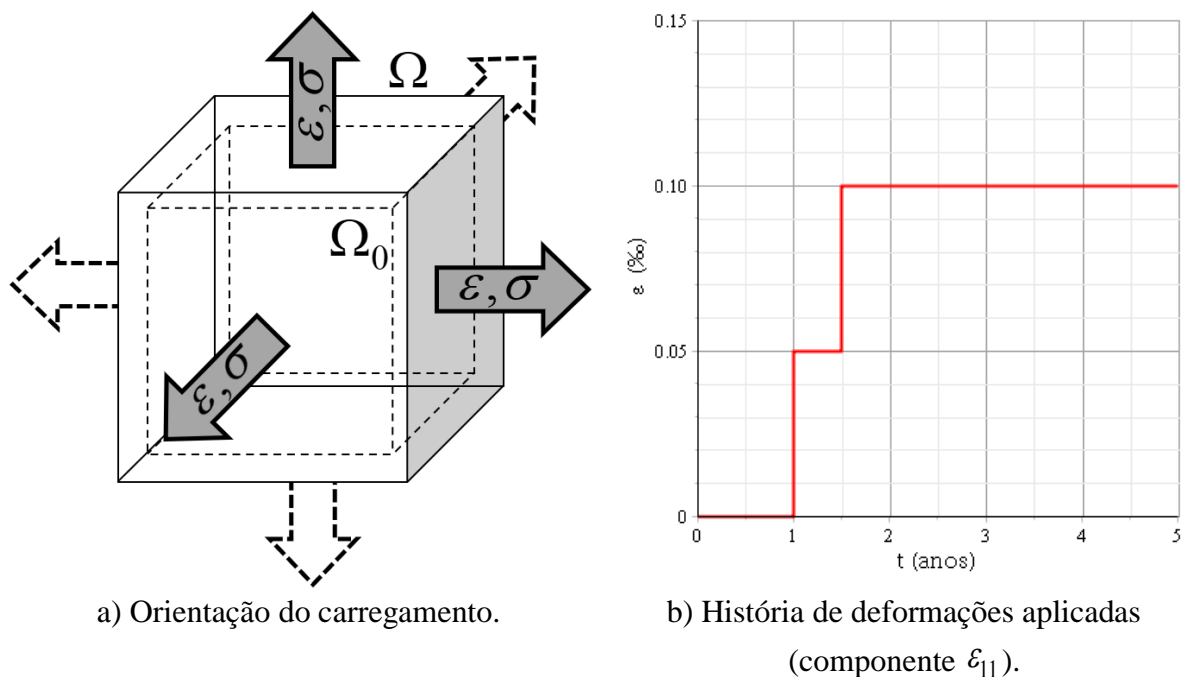 ε, σ
Ω
Ω₀
ε, σ
ε, σ
a) Orientação do carregamento.
0.15
0.10
0.05
0
ε (‰)
0 1 2 3 4 5
t (anos)
b) História de deformações aplicadas
(componente ε₁₁).